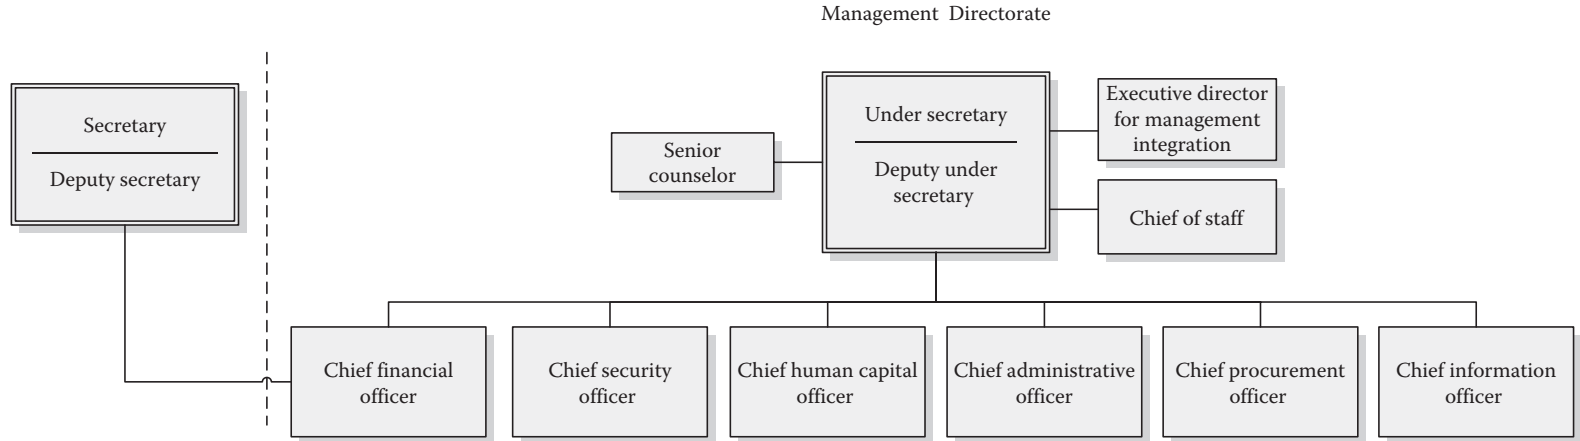 Management Directorate
Secretary
Deputy secretary
Senior
counselor
Under secretary
Deputy under
secretary
Executive director
for management
integration
Chief of staff
Chief financial
officer
Chief security
officer
Chief human capital
officer
Chief administrative
officer
Chief procurement
officer
Chief information
officer